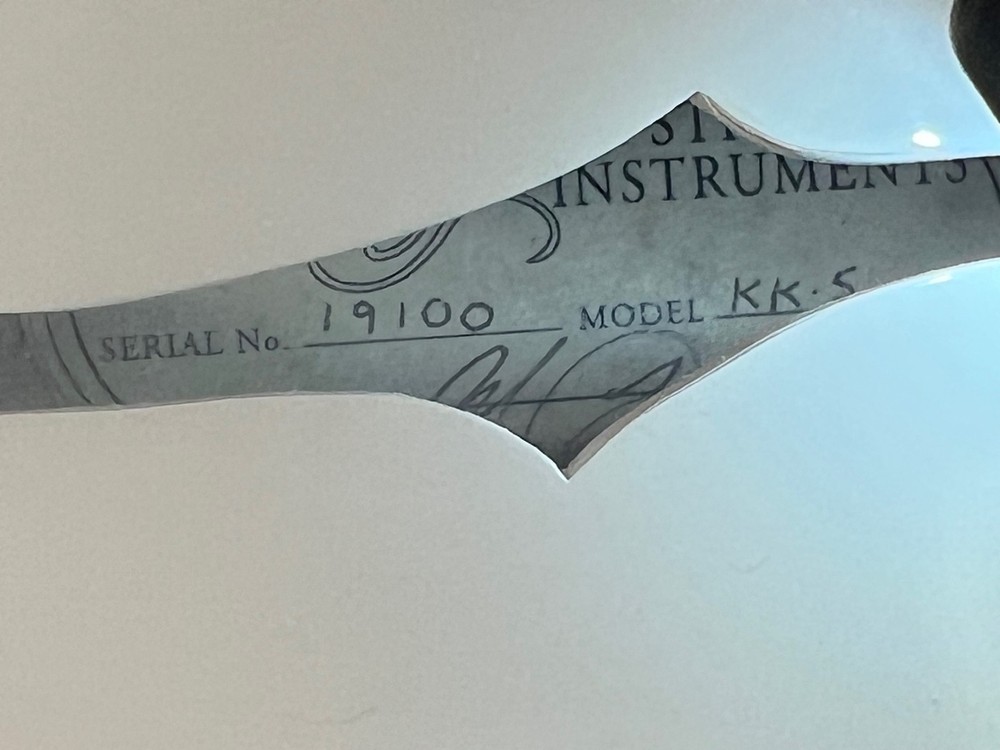 INSTRUMENTS
SERIAL No. 19100 MODEL KK·5